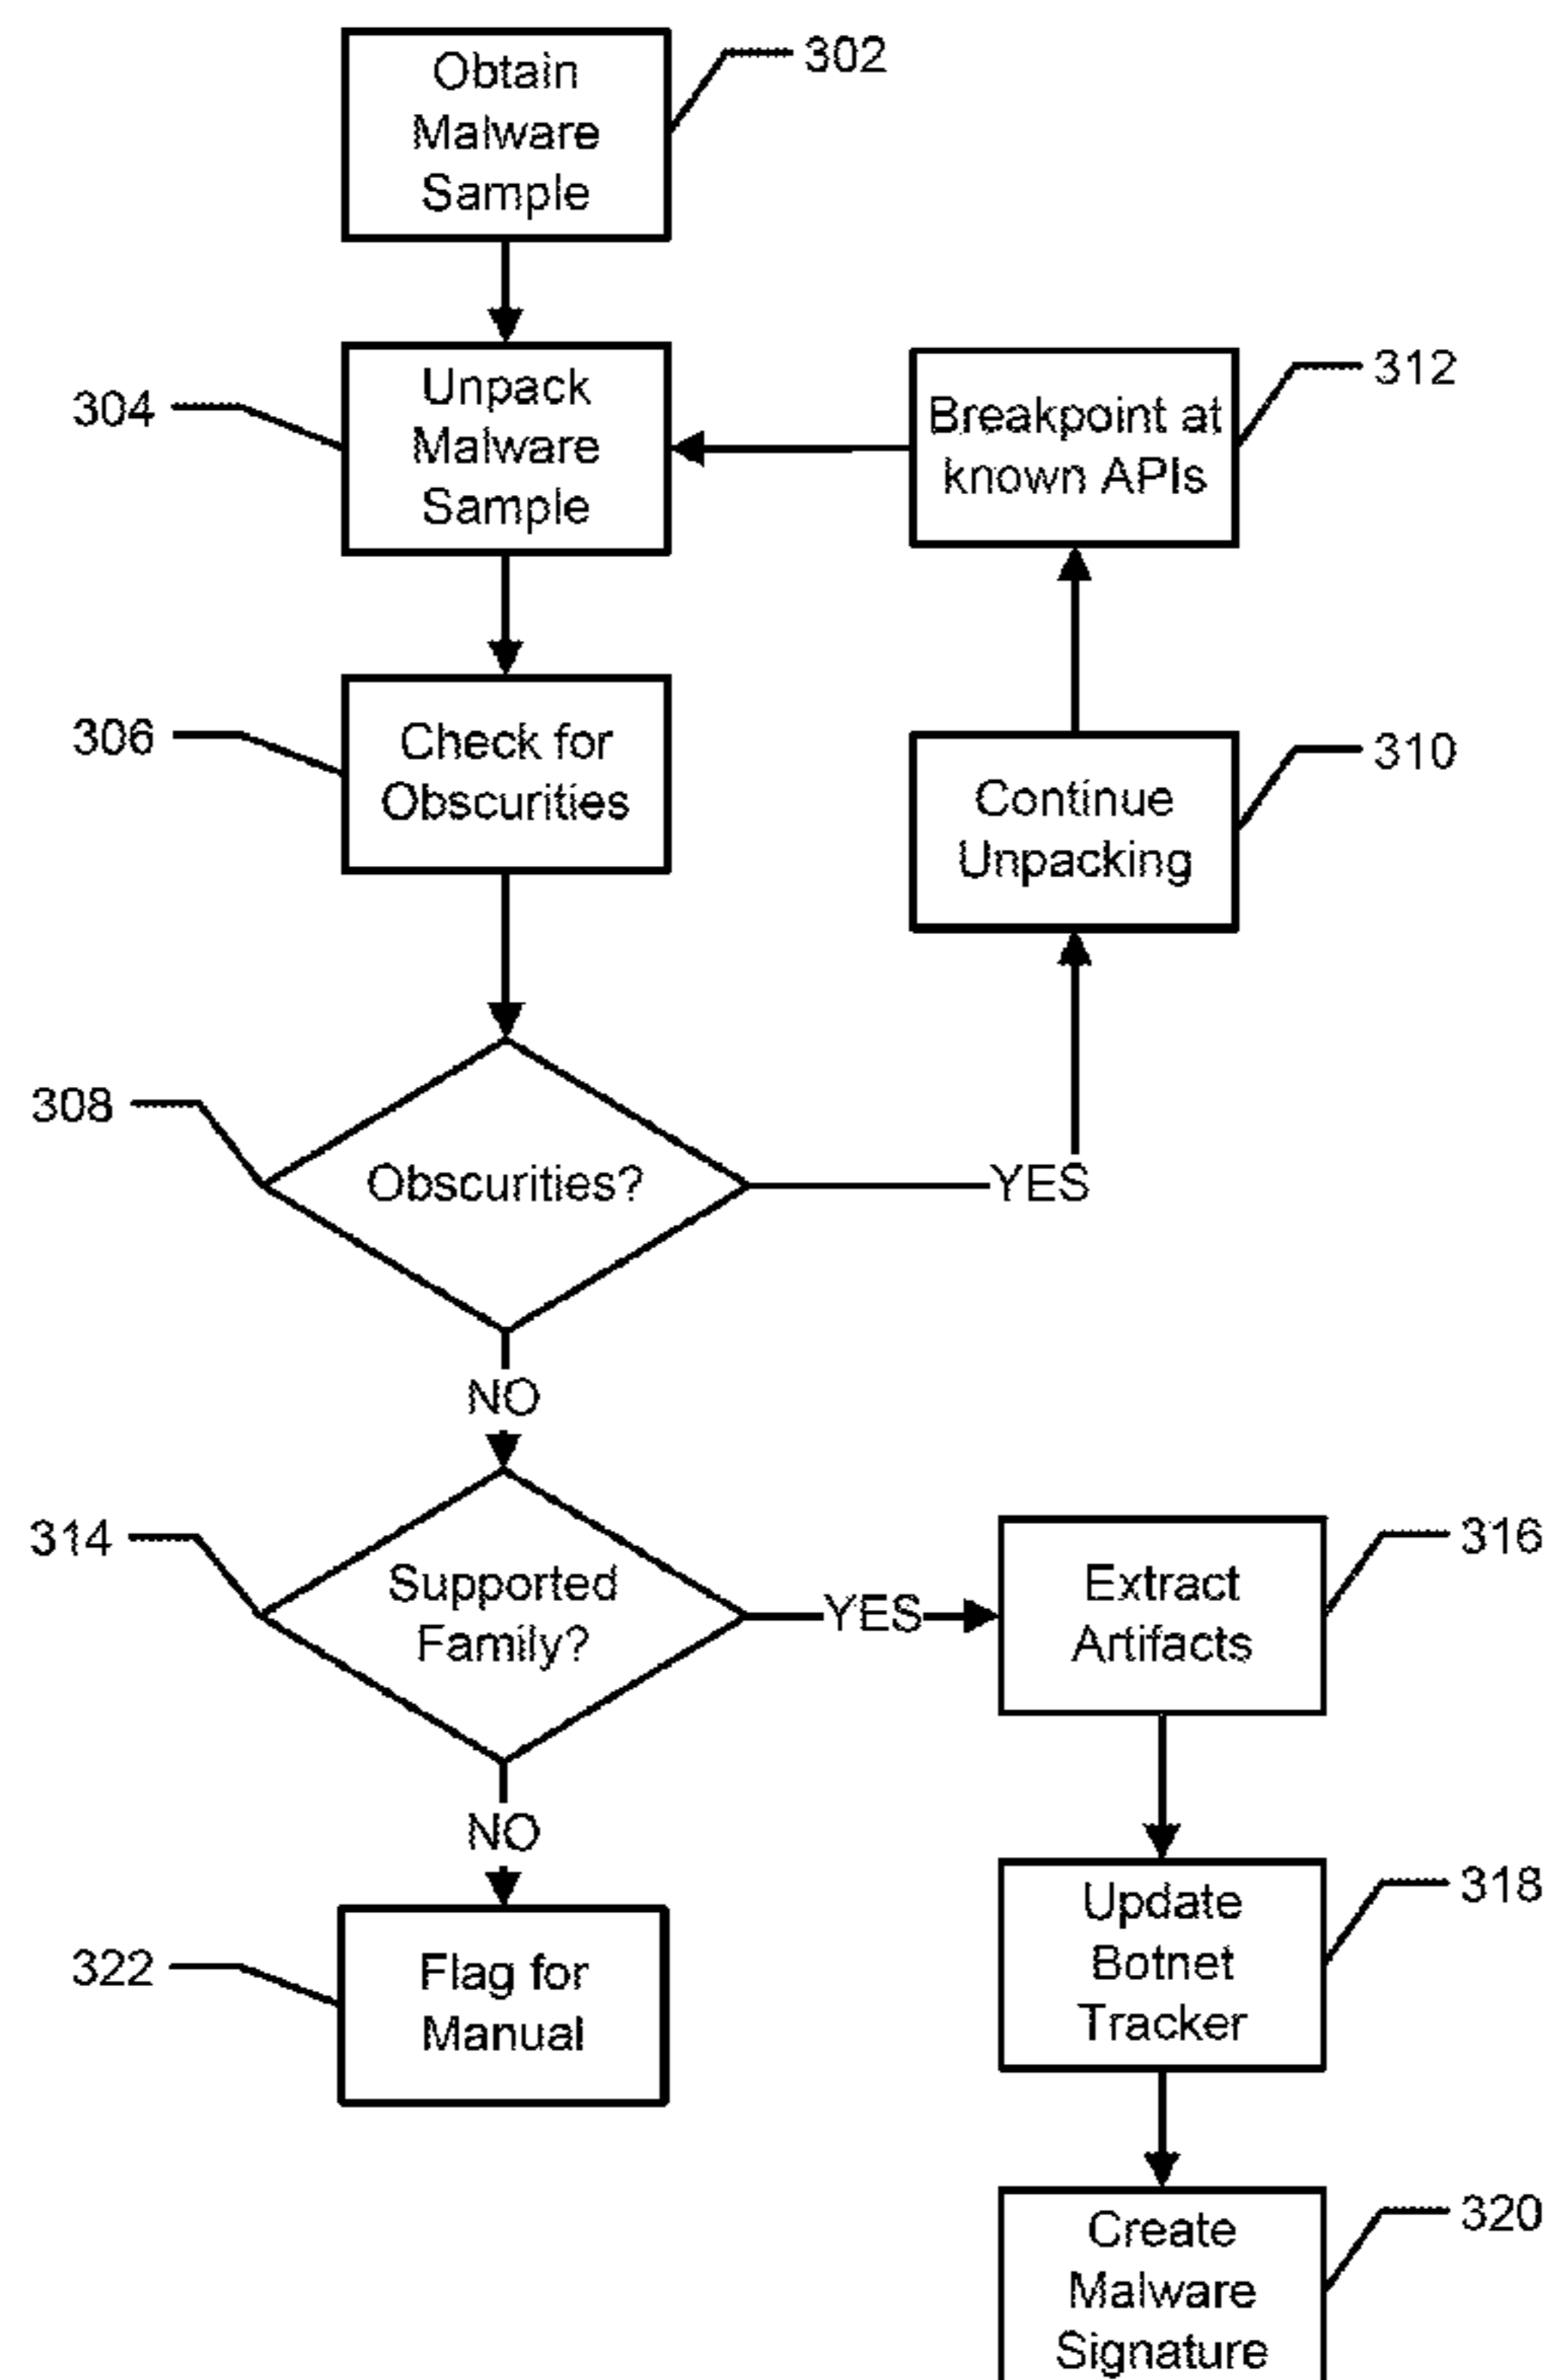 Obtain
Malware
Sample
302
Unpack
Malware
Sample
304
Breakpoint at
known APIs
312
Check for
Obscurities
306
Continue
Unpacking
310
308
Obscurities?
YES
NO
314
Supported
Family?
YES
Extract
Artifacts
316
NO
Update
Botnet
Tracker
318
322
Flag for
Manual
Create
Malware
Signature
320